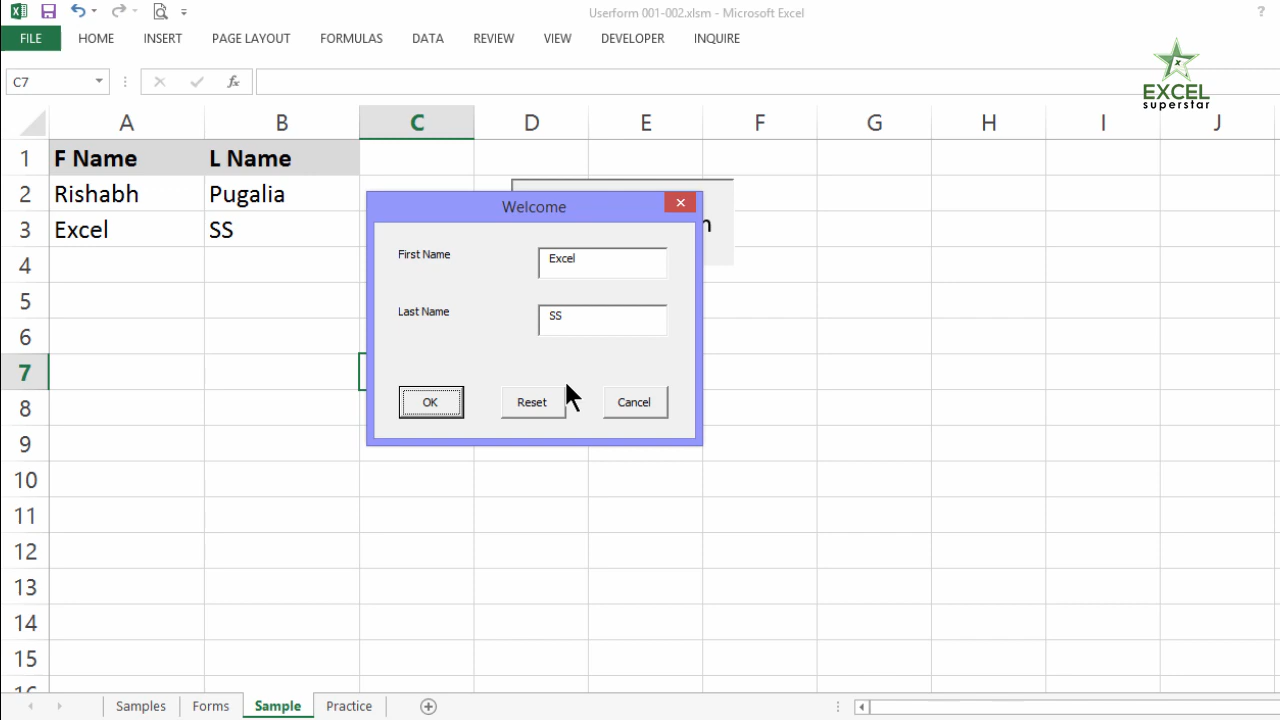 Userform 001-002.xlsm - Microsoft Excel
?
FILE HOME INSERT PAGE LAYOUT FORMULAS DATA REVIEW VIEW DEVELOPER INQUIRE
C7
fx
EXCEL
superstar
A B C D E F G H I J
1 F Name L Name
2 Rishabh Pugalia
3 Excel SS
4
5
6
7
8
9
10
11
12
13
14
15
Welcome
First Name Excel
Last Name SS
OK Reset Cancel
Samples Forms Sample Practice